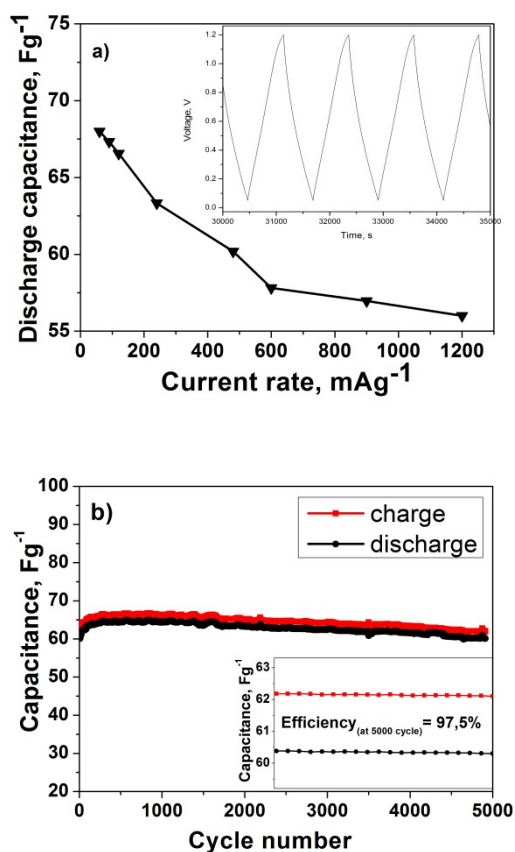 a)
Discharge capacitance, Fg-1
75
70
65
60
55
0 200 400 600 800 1000 1200
Current rate, mAg-1
Voltage, V
1.2
1.0
0.8
0.6
0.4
0.2
0.0
30000 31000 32000 33000 34000 35000
Time, s
b)
Capacitance, Fg-1
100
90
80
70
60
50
40
30
20
0 1000 2000 3000 4000 5000
Cycle number
charge
discharge
Capacitance, Fg-1
63
62
61
60
Efficiency(at 5000 cycle)= 97,5%